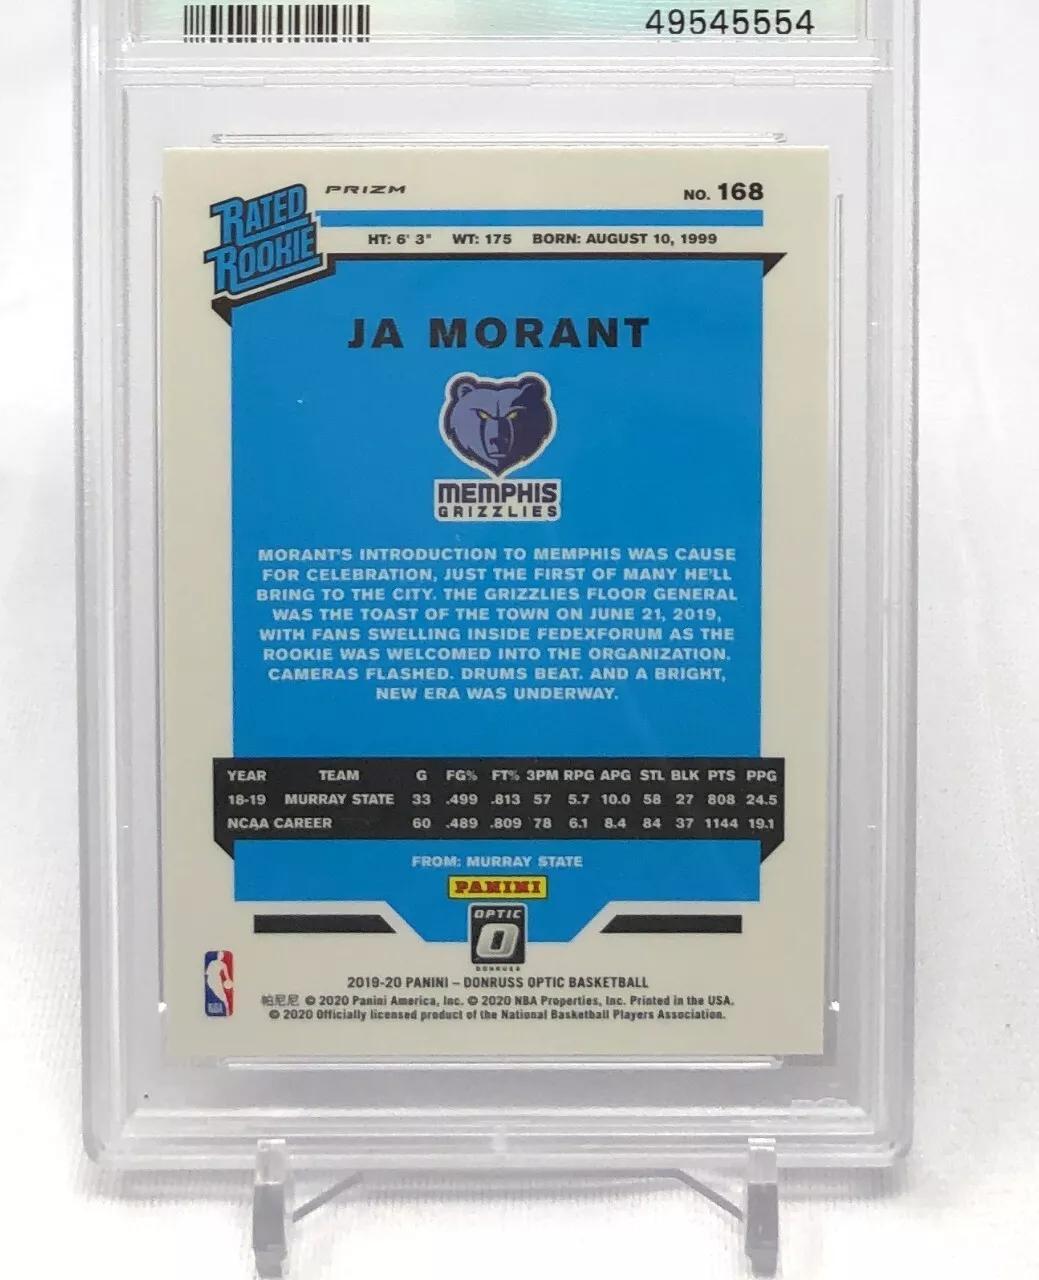 49545554
RATED
ROOKIE
PRIZM
NO. 168
HT: 6' 3" WT: 175 BORN: AUGUST 10, 1999
JA MORANT
MEMPHIS
GRIZZLIES
MORANT'S INTRODUCTION TO MEMPHIS WAS CAUSE
FOR CELEBRATION, JUST THE FIRST OF MANY HE'LL
BRING TO THE CITY. THE GRIZZLIES FLOOR GENERAL
WAS THE TOAST OF THE TOWN ON JUNE 21, 2019,
WITH FANS SWELLING INSIDE FEDEXFORUM AS THE
ROOKIE WAS WELCOMED INTO THE ORGANIZATION.
CAMERAS FLASHED. DRUMS BEAT. AND A BRIGHT,
NEW ERA WAS UNDERWAY.
YEAR TEAM G FG% FT% 3PM RPG APG STL BLK PTS PPG
18-19 MURRAY STATE 33 .499 .813 57 5.7 10.0 58 27 808 24.5
NCAA CAREER 60 .489 .809 78 6.1 8.4 84 37 1144 19.1
FROM: MURRAY STATE
PANINI
OPTIC
O
DONRUSS
NBA
2019-20 PANINI – DONRUSS OPTIC BASKETBALL
帕尼尼 © 2020 Panini America, Inc. © 2020 NBA Properties, Inc. Printed in the USA.
© 2020 Officially licensed product of the National Basketball Players Association.